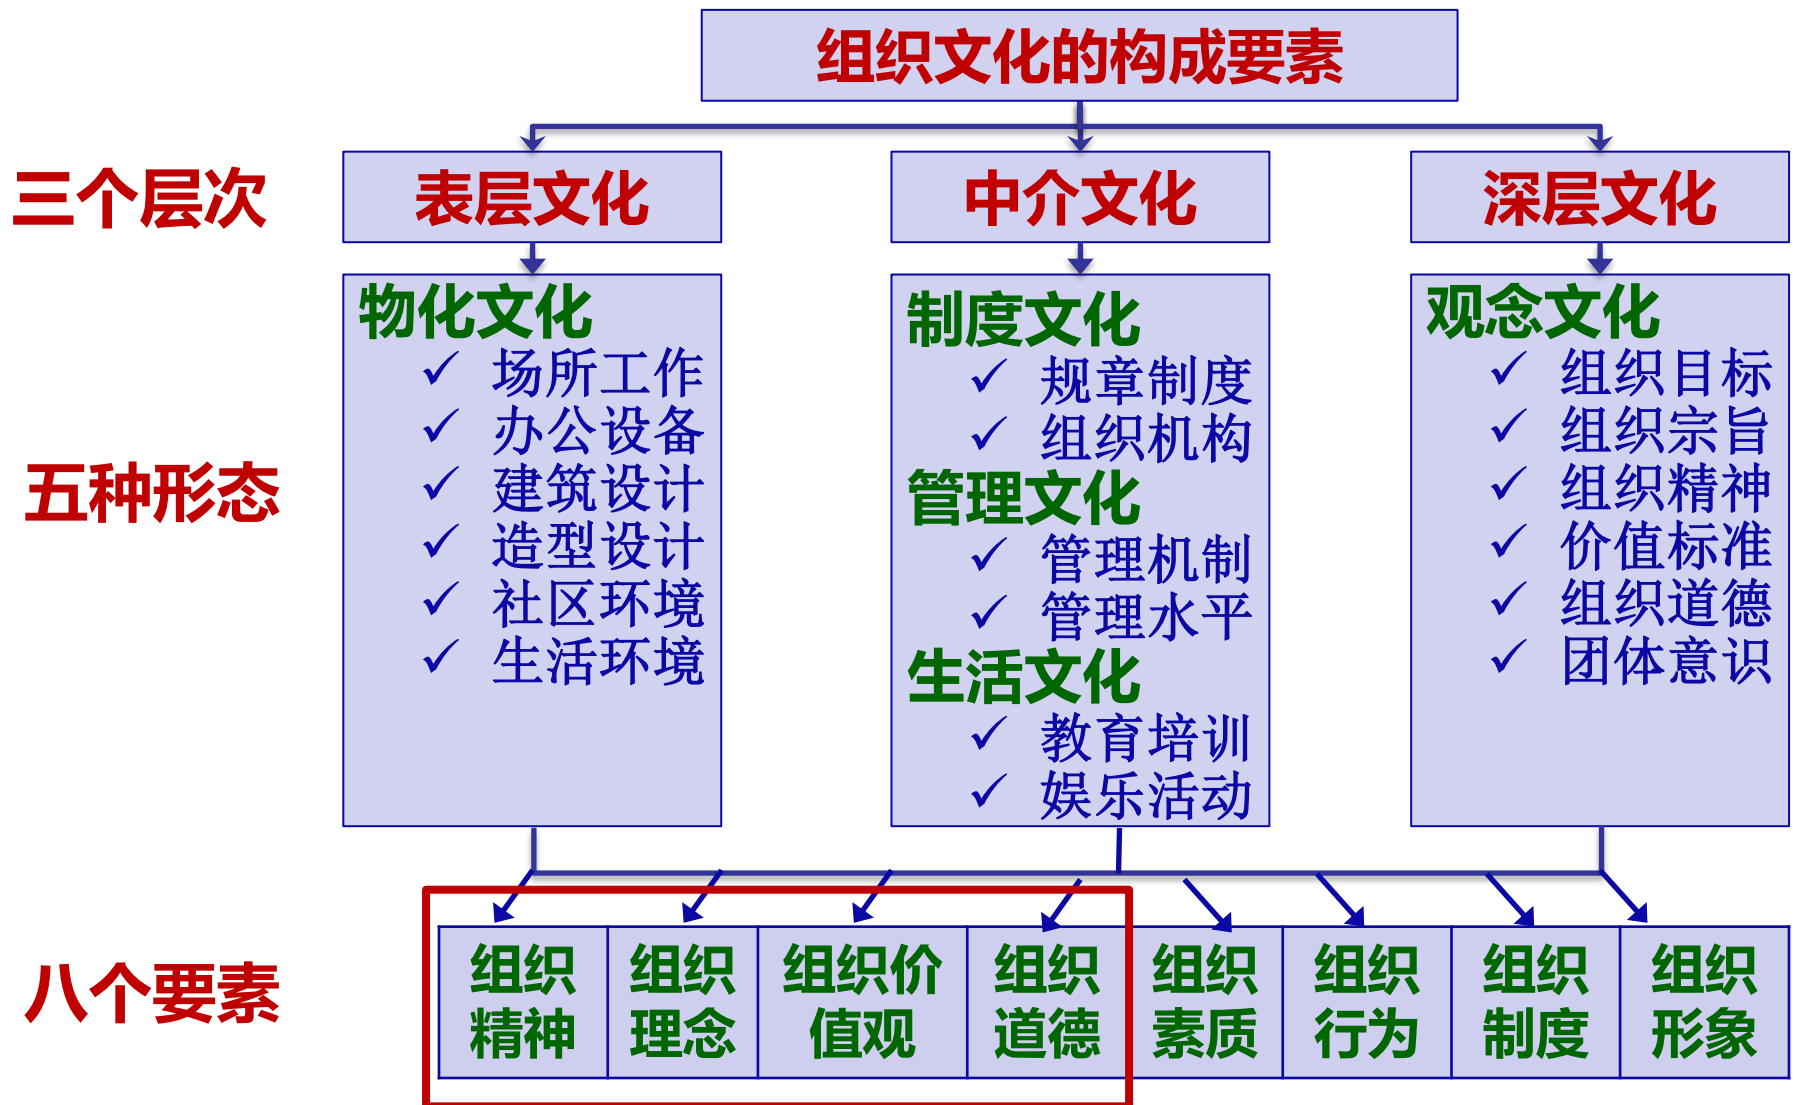 组织文化的构成要素
三个层次
表层文化
中介文化
深层文化
五种形态
物化文化
✓ 场所工作
✓ 办公设备
✓ 建筑设计
✓ 造型设计
✓ 社区环境
✓ 生活环境
制度文化
✓ 规章制度
✓ 组织机构
管理文化
✓ 管理机制
✓ 管理水平
生活文化
✓ 教育培训
✓ 娱乐活动
观念文化
✓ 组织目标
✓ 组织宗旨
✓ 组织精神
✓ 价值标准
✓ 组织道德
✓ 团体意识
八个要素
组织
精神
组织
理念
组织价
值观
组织
道德
组织
素质
组织
行为
组织
制度
组织
形象